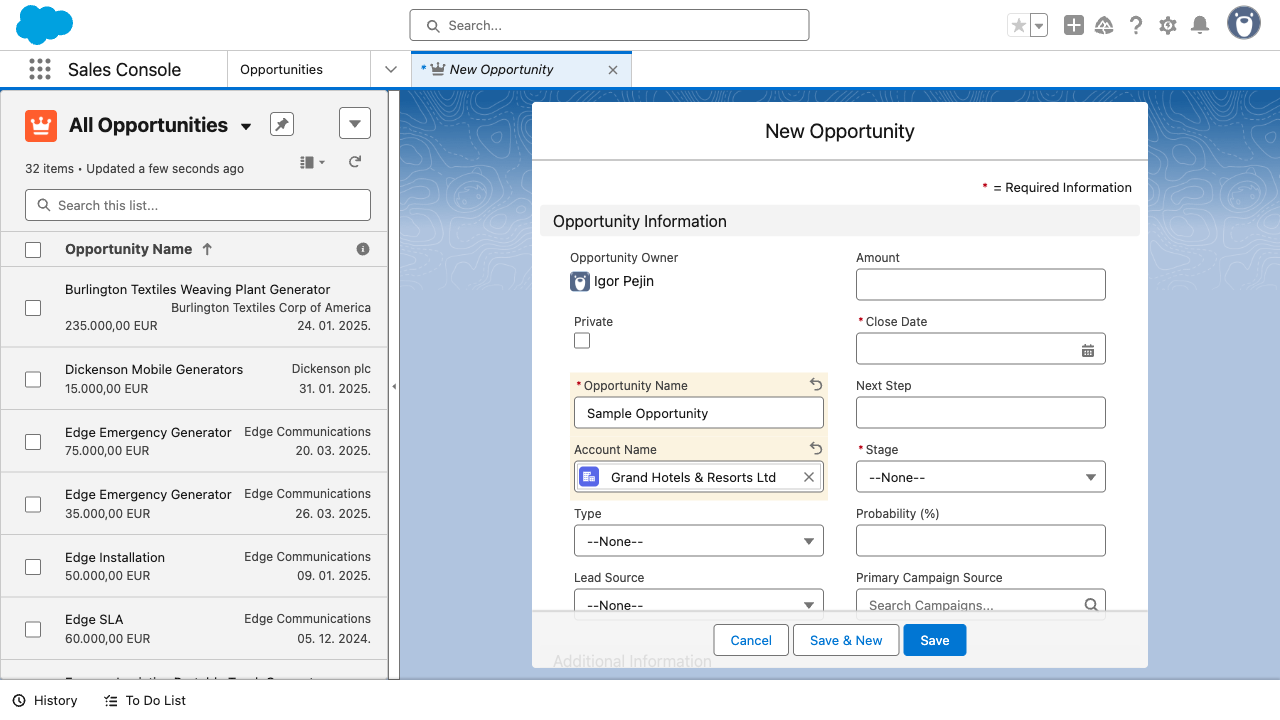 Search...
Sales Console
Opportunities
* New Opportunity
All Opportunities
32 items • Updated a few seconds ago
Search this list...
Opportunity Name
Burlington Textiles Weaving Plant Generator
Burlington Textiles Corp of America
235.000,00 EUR
24. 01. 2025.
Dickenson Mobile Generators
Dickenson plc
15.000,00 EUR
31. 01. 2025.
Edge Emergency Generator
Edge Communications
75.000,00 EUR
20. 03. 2025.
Edge Emergency Generator
Edge Communications
35.000,00 EUR
26. 03. 2025.
Edge Installation
Edge Communications
50.000,00 EUR
09. 01. 2025.
Edge SLA
Edge Communications
60.000,00 EUR
05. 12. 2024.
New Opportunity
* = Required Information
Opportunity Information
Opportunity Owner
Igor Pejin
Amount
Private
* Close Date
* Opportunity Name
Sample Opportunity
Next Step
Account Name
Grand Hotels & Resorts Ltd
* Stage
--None--
Type
--None--
Probability (%)
Lead Source
--None--
Primary Campaign Source
Search Campaigns...
Additional Information
Cancel
Save & New
Save
History
To Do List